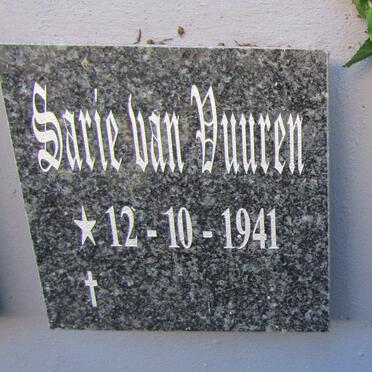 Sarie van Vuuren
★ 12 - 10 - 1941
✝